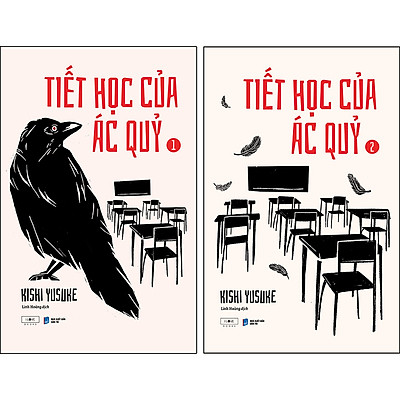 TIẾT HỌC CỦA
ÁC QUỶ 1
KISHI YUSUKE
Linh Hoàng dịch
TIẾT HỌC CỦA
ÁC QUỶ 2
KISHI YUSUKE
Linh Hoàng dịch